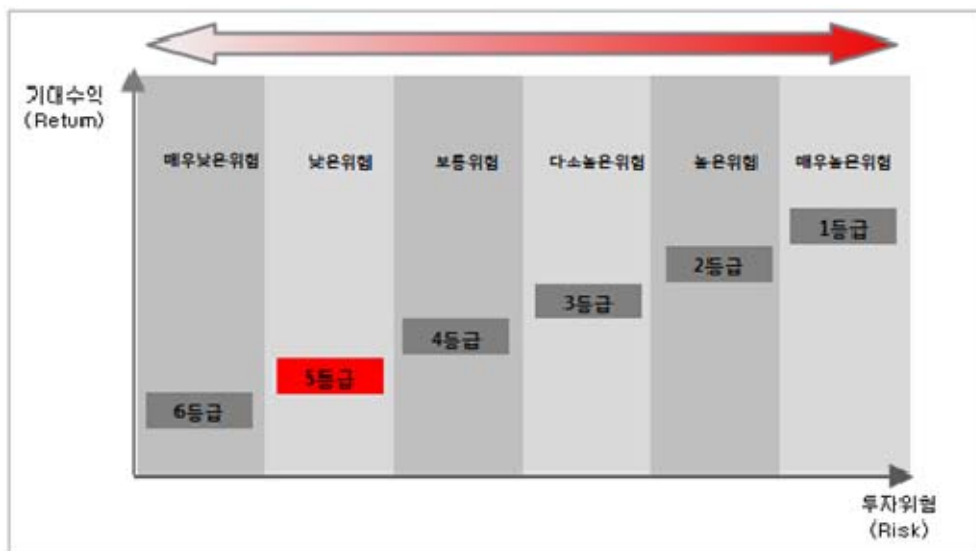 기대수익
(Return)
매우낮은위험
낮은위험
보통위험
다소높은위험
높은위험
매우높은위험
1등급
2등급
3등급
4등급
5등급
6등급
투자위험
(Risk)